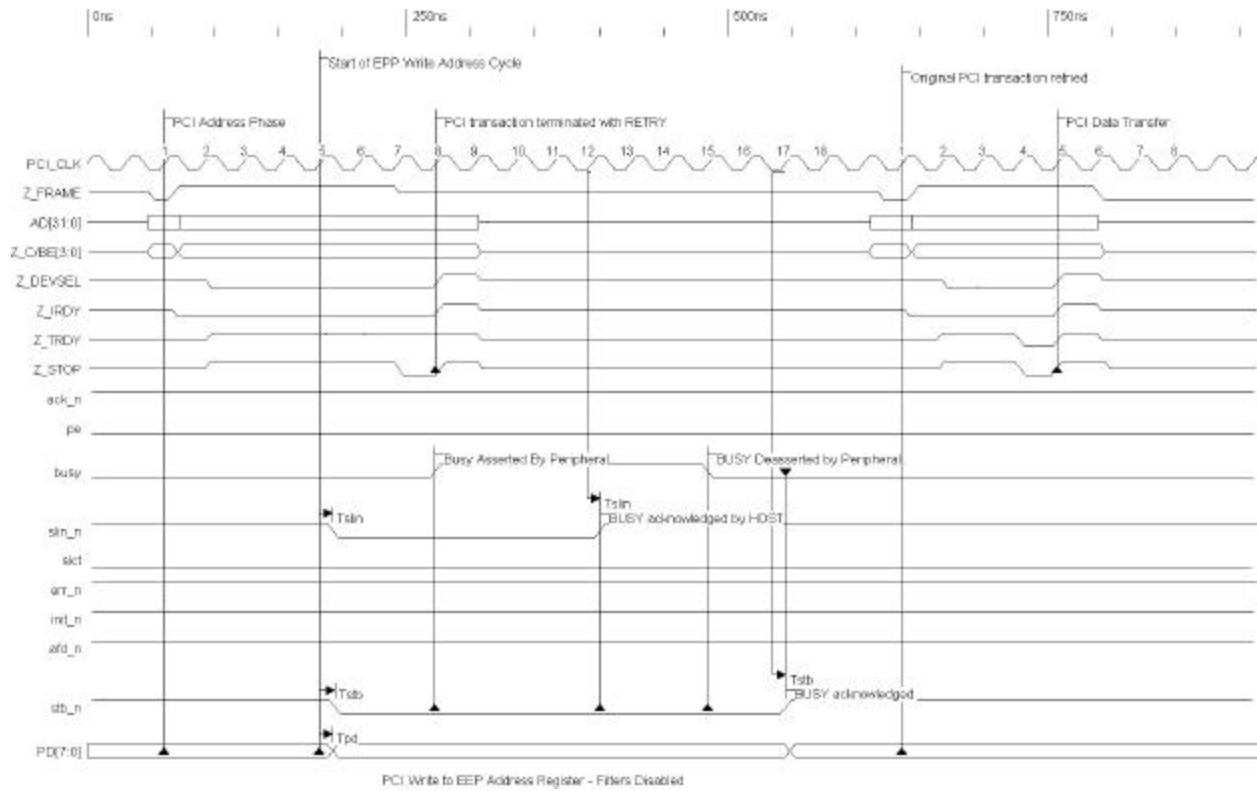 0ns 250ns 500ns 750ns
Start of EPP Write Address Cycle
Original PCI transaction retried
PCI Address Phase PCI transaction terminated with RETRY PCI Data Transfer
PCI_CLK 1 2 3 4 5 6 7 8 9 10 11 12 13 14 15 16 17 18 1 2 3 4 5 6 7 8
Z_FRAME
AD[31:0]
Z_C/BE[3:0]
Z_DEVSEL
Z_IRDY
Z_TRDY
Z_STOP
ack_n
pe
Busy Asserted By Peripheral BUSY Deasserted by Peripheral
busy
Tslin
Tslin
BUSY acknowledged by HOST
slin_n
slct
err_n
init_n
afd_n
Tstb
Tstb
BUSY acknowledged
stb_n
Tpd
PD[7:0]
PCI Write to EEP Address Register - Filters Disabled